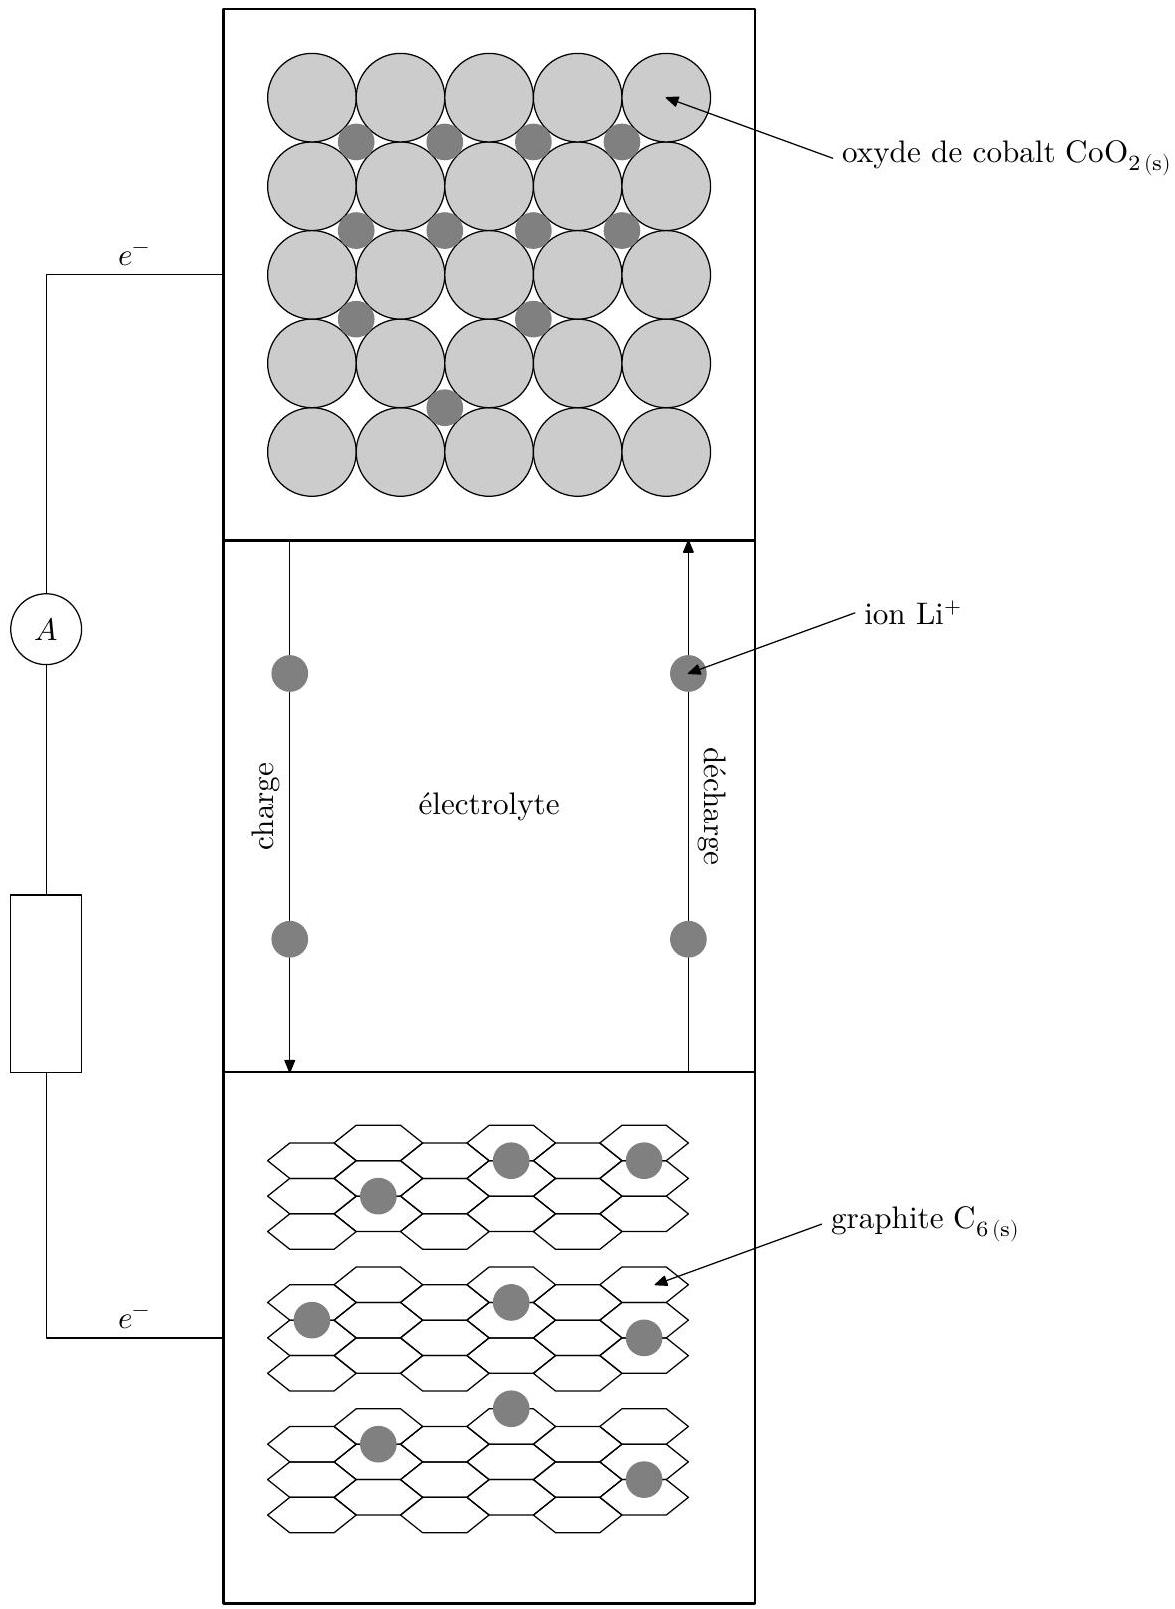 oxyde de cobalt CoO₂ (s)
e⁻
A
ion Li⁺
charge
électrolyte
décharge
graphite C₆ (s)
e⁻